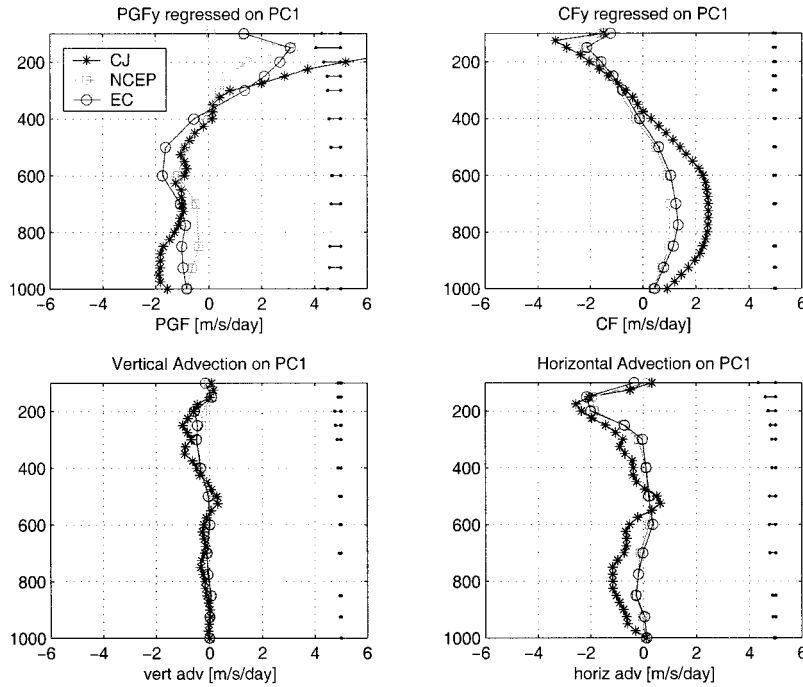 PGFy regressed on PC1
CJ
NCEP
EC
200
400
600
800
1000
-6 -4 -2 0 2 4 6
PGF [m/s/day]
CFy regressed on PC1
200
400
600
800
1000
-6 -4 -2 0 2 4 6
CF [m/s/day]
Vertical Advection on PC1
200
400
600
800
1000
-6 -4 -2 0 2 4 6
vert adv [m/s/day]
Horizontal Advection on PC1
200
400
600
800
1000
-6 -4 -2 0 2 4 6
horiz adv [m/s/day]